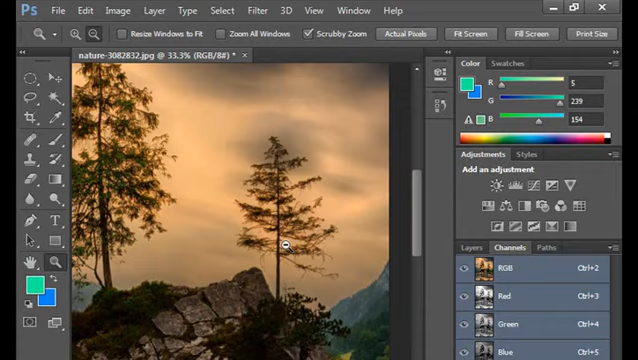 Ps File Edit Image Layer Type Select Filter 3D View Window Help
Resize Windows to Fit Zoom All Windows Scrubby Zoom Actual Pixels Fit Screen Fill Screen Print Size
nature-3082832.jpg @ 33.3% (RGB/8#) * ×
Color Swatches
R 5
G 239
B 154
Adjustments Styles
Add an adjustment
Layers Channels Paths
RGB Ctrl+2
Red Ctrl+3
Green Ctrl+4
Blue Ctrl+5
T